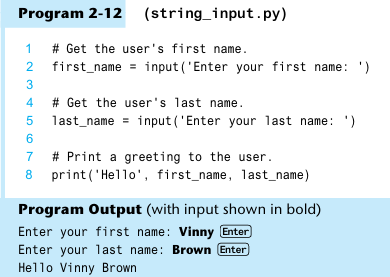 Program 2-12 (string_input.py)
1 # Get the user's first name.
2 first_name = input('Enter your first name: ')
3
4 # Get the user's last name.
5 last_name = input('Enter your last name: ')
6
7 # Print a greeting to the user.
8 print('Hello', first_name, last_name)
Program Output (with input shown in bold)
Enter your first name: Vinny Enter
Enter your last name: Brown Enter
Hello Vinny Brown